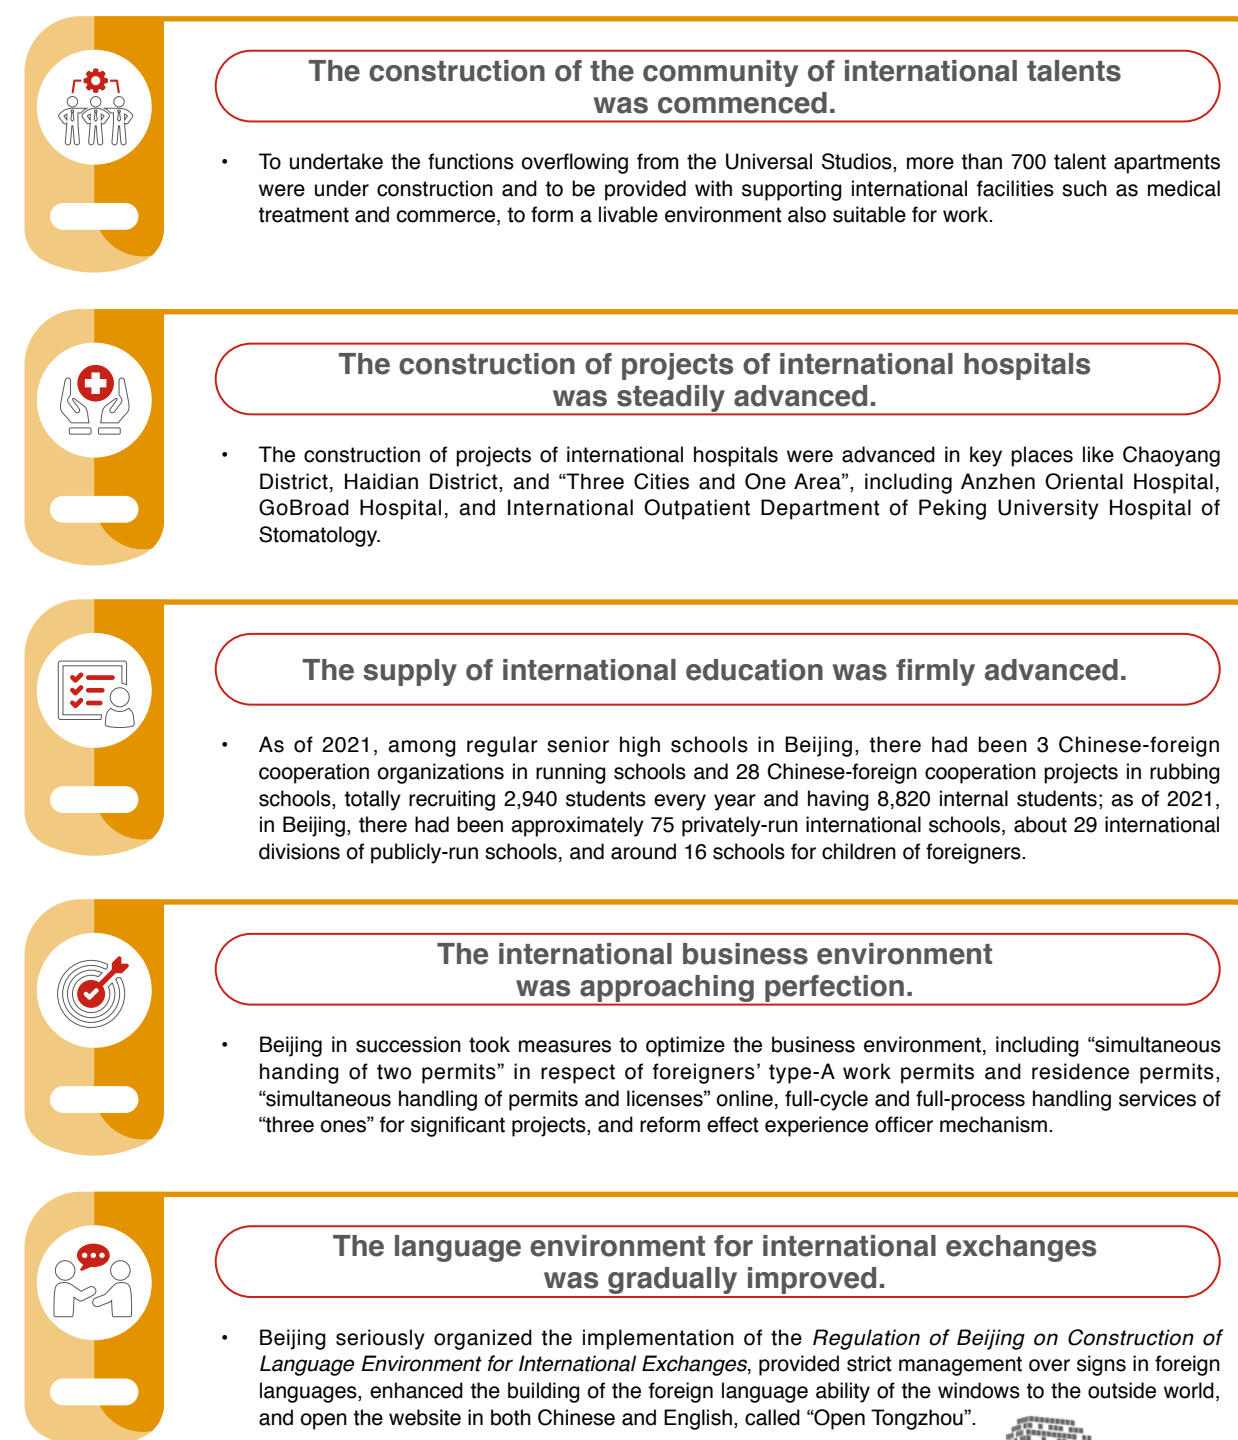 The construction of the community of international talents
was commenced.
• To undertake the functions overflowing from the Universal Studios, more than 700 talent apartments
were under construction and to be provided with supporting international facilities such as medical
treatment and commerce, to form a livable environment also suitable for work.
The construction of projects of international hospitals
was steadily advanced.
• The construction of projects of international hospitals were advanced in key places like Chaoyang
District, Haidian District, and “Three Cities and One Area”, including Anzhen Oriental Hospital,
GoBroad Hospital, and International Outpatient Department of Peking University Hospital of
Stomatology.
The supply of international education was firmly advanced.
• As of 2021, among regular senior high schools in Beijing, there had been 3 Chinese-foreign
cooperation organizations in running schools and 28 Chinese-foreign cooperation projects in rubbing
schools, totally recruiting 2,940 students every year and having 8,820 internal students; as of 2021,
in Beijing, there had been approximately 75 privately-run international schools, about 29 international
divisions of publicly-run schools, and around 16 schools for children of foreigners.
The international business environment
was approaching perfection.
• Beijing in succession took measures to optimize the business environment, including “simultaneous
handing of two permits” in respect of foreigners’ type-A work permits and residence permits,
“simultaneous handling of permits and licenses” online, full-cycle and full-process handling services of
“three ones” for significant projects, and reform effect experience officer mechanism.
The language environment for international exchanges
was gradually improved.
• Beijing seriously organized the implementation of the Regulation of Beijing on Construction of
Language Environment for International Exchanges, provided strict management over signs in foreign
languages, enhanced the building of the foreign language ability of the windows to the outside world,
and open the website in both Chinese and English, called “Open Tongzhou”.